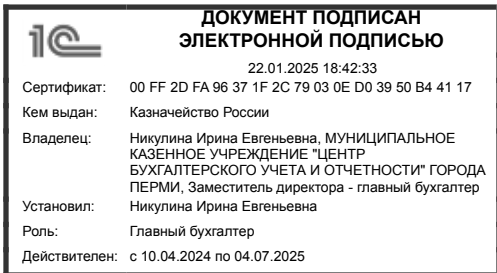 1С
ДОКУМЕНТ ПОДПИСАН
ЭЛЕКТРОННОЙ ПОДПИСЬЮ
22.01.2025 18:42:33
Сертификат: 00 FF 2D FA 96 37 1F 2C 79 03 0E D0 39 50 B4 41 17
Кем выдан: Казначейство России
Владелец: Никулина Ирина Евгеньевна, МУНИЦИПАЛЬНОЕ
КАЗЕННОЕ УЧРЕЖДЕНИЕ "ЦЕНТР
БУХГАЛТЕРСКОГО УЧЕТА И ОТЧЕТНОСТИ" ГОРОДА
ПЕРМИ, Заместитель директора - главный бухгалтер
Установил: Никулина Ирина Евгеньевна
Роль: Главный бухгалтер
Действителен: с 10.04.2024 по 04.07.2025